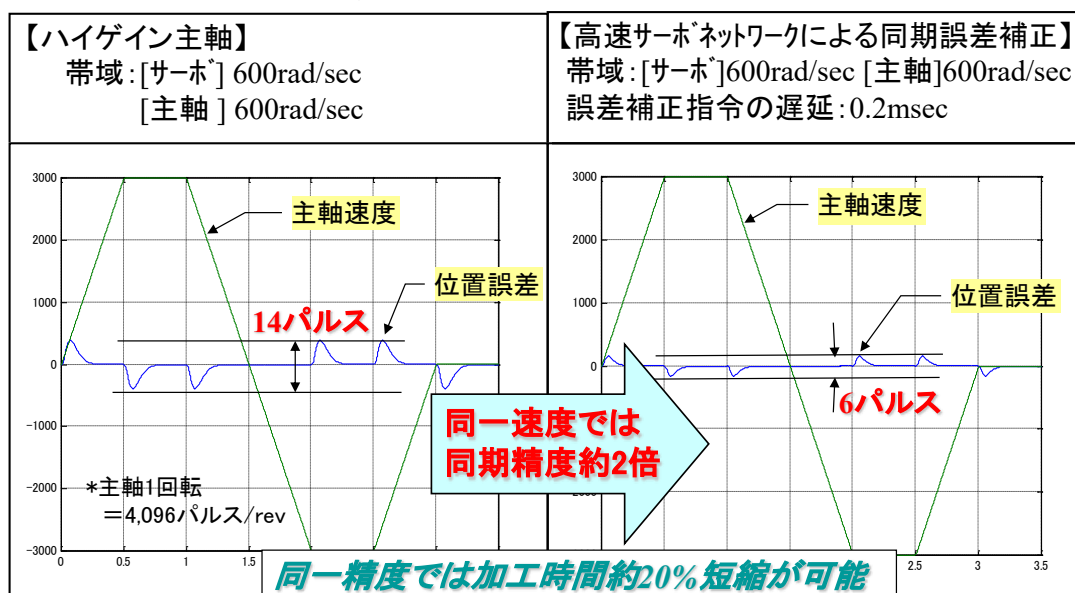 【ハイゲイン主軸】
帯域：[サーボ] 600rad/sec
[主軸 ] 600rad/sec
【高速サーボネットワークによる同期誤差補正】
帯域：[サーボ]600rad/sec [主軸]600rad/sec
誤差補正指令の遅延：0.2msec
3000
2000
1000
0
-1000
-2000
-3000
0
0.5
主軸速度
位置誤差
14パルス
*主軸1回転
＝4,096パルス/rev
同一速度では
同期精度約2倍
3000
2000
1000
0
主軸速度
位置誤差
6パルス
2.5
3
3.5
同一精度では加工時間約20%短縮が可能